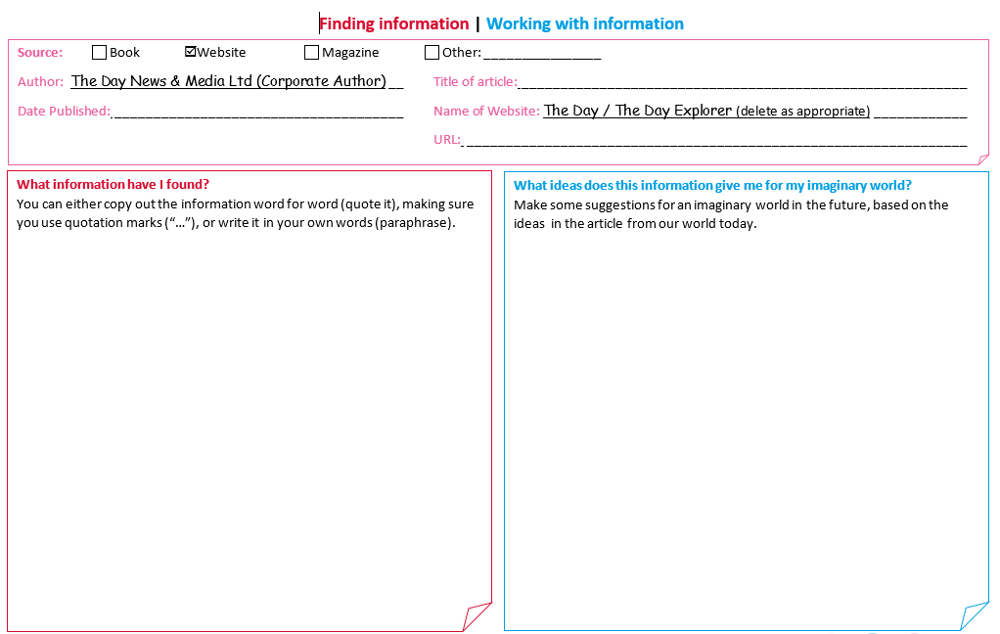 Finding information | Working with information
Source: Book Website Magazine Other: _______________
Author: The Day News & Media Ltd (Corporate Author) __ Title of article: ____________________
Date Published: ____________________ Name of Website: The Day / The Day Explorer (delete as appropriate) ____________
URL: ____________________
What information have I found?
You can either copy out the information word for word (quote it), making sure
you use quotation marks (“…”), or write it in your own words (paraphrase).
What ideas does this information give me for my imaginary world?
Make some suggestions for an imaginary world in the future, based on the
ideas in the article from our world today.